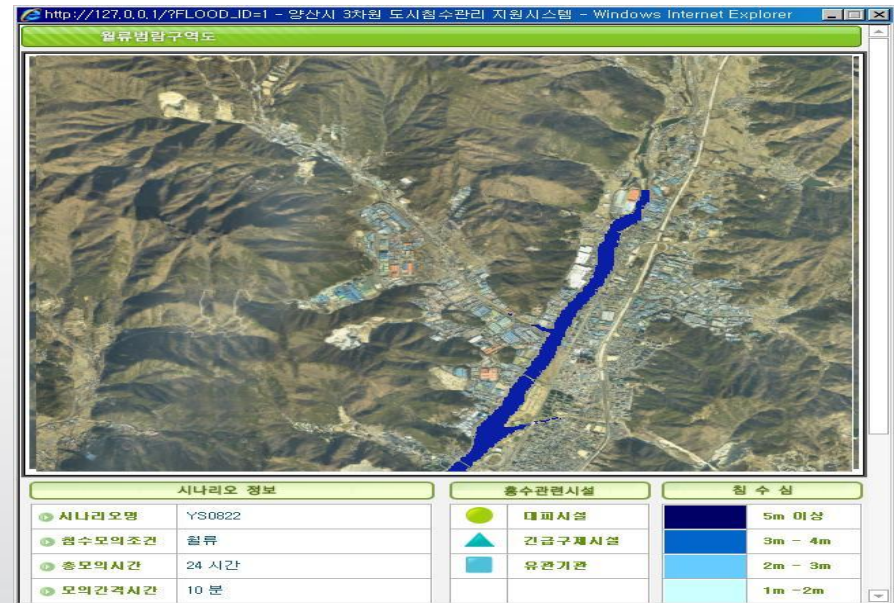 http://127.0.0.1/?FLOOD_ID=1 - 양산시 3차원 도시침수관리 지원시스템 - Windows Internet Explorer
월류범람구역도
시나리오 정보
홍수관련시설
침 수 심
시나리오명 YS0822 대피시설 5m 이상
침수모의조건 월류 긴급구제시설 3m - 4m
총모의시간 24 시간 유관기관 2m - 3m
모의간격시간 10 분 1m -2m